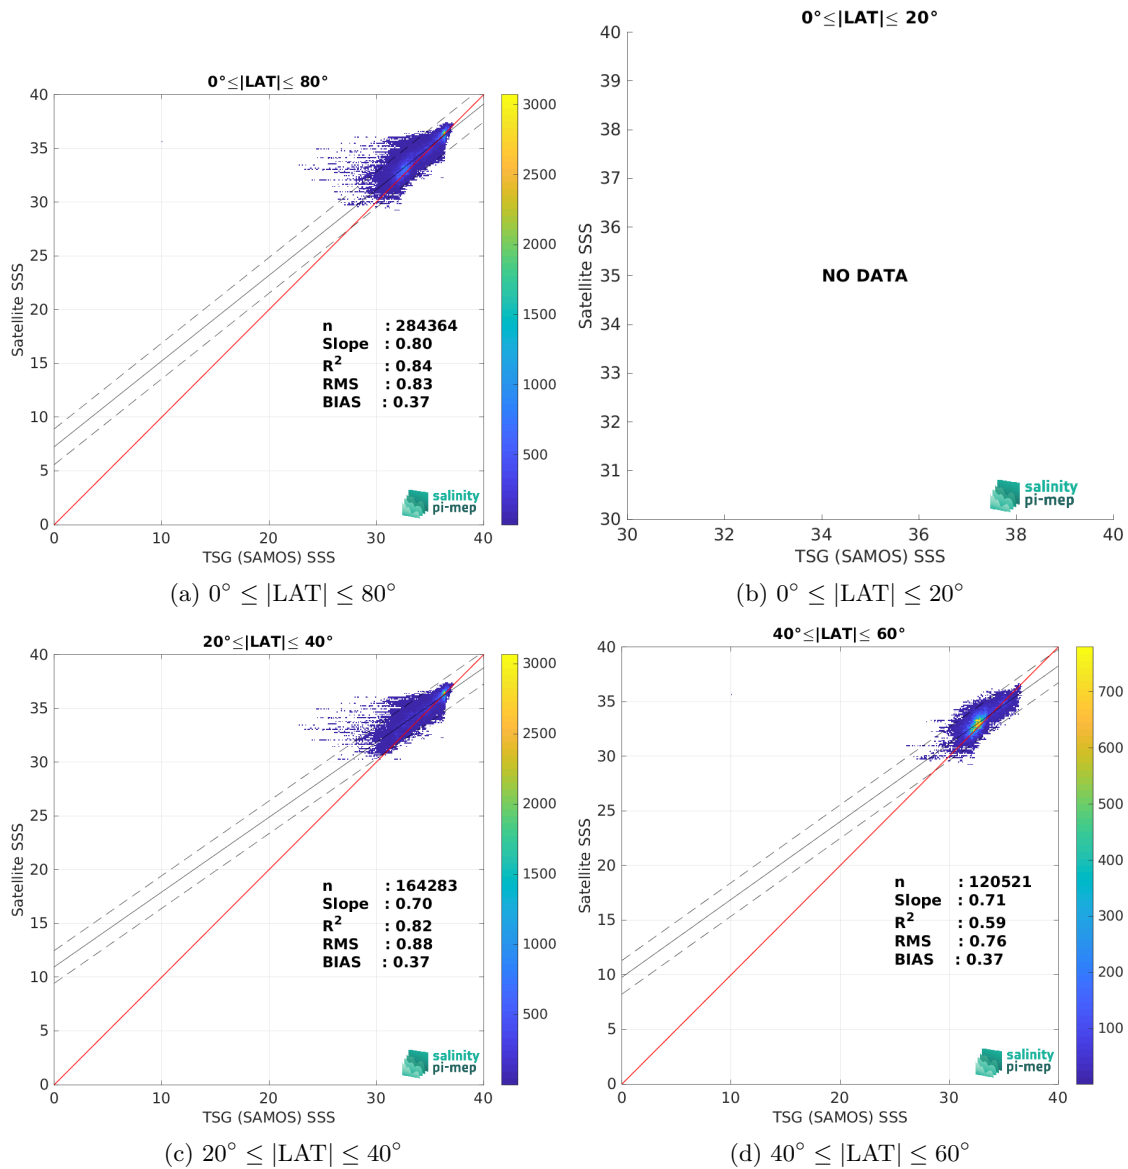 0°≤|LAT|≤ 80°
40
35
30
25
20
15
10
5
0
Satellite SSS
n : 284364
Slope : 0.80
R2 : 0.84
RMS : 0.83
BIAS : 0.37
salinity
pi-mep
0 10 20 30 40
TSG (SAMOS) SSS
3000
2500
2000
1500
1000
500
(a) 0° ≤ |LAT| ≤ 80°
0°≤|LAT|≤ 20°
40
39
38
37
36
35
34
33
32
31
30
Satellite SSS
NO DATA
salinity
pi-mep
30 32 34 36 38 40
TSG (SAMOS) SSS
(b) 0° ≤ |LAT| ≤ 20°
20°≤|LAT|≤ 40°
40
35
30
25
20
15
10
5
0
Satellite SSS
n : 164283
Slope : 0.70
R2 : 0.82
RMS : 0.88
BIAS : 0.37
salinity
pi-mep
0 10 20 30 40
TSG (SAMOS) SSS
3000
2500
2000
1500
1000
500
(c) 20° ≤ |LAT| ≤ 40°
40°≤|LAT|≤ 60°
40
35
30
25
20
15
10
5
0
Satellite SSS
n : 120521
Slope : 0.71
R2 : 0.59
RMS : 0.76
BIAS : 0.37
salinity
pi-mep
0 10 20 30 40
TSG (SAMOS) SSS
700
600
500
400
300
200
100
(d) 40° ≤ |LAT| ≤ 60°